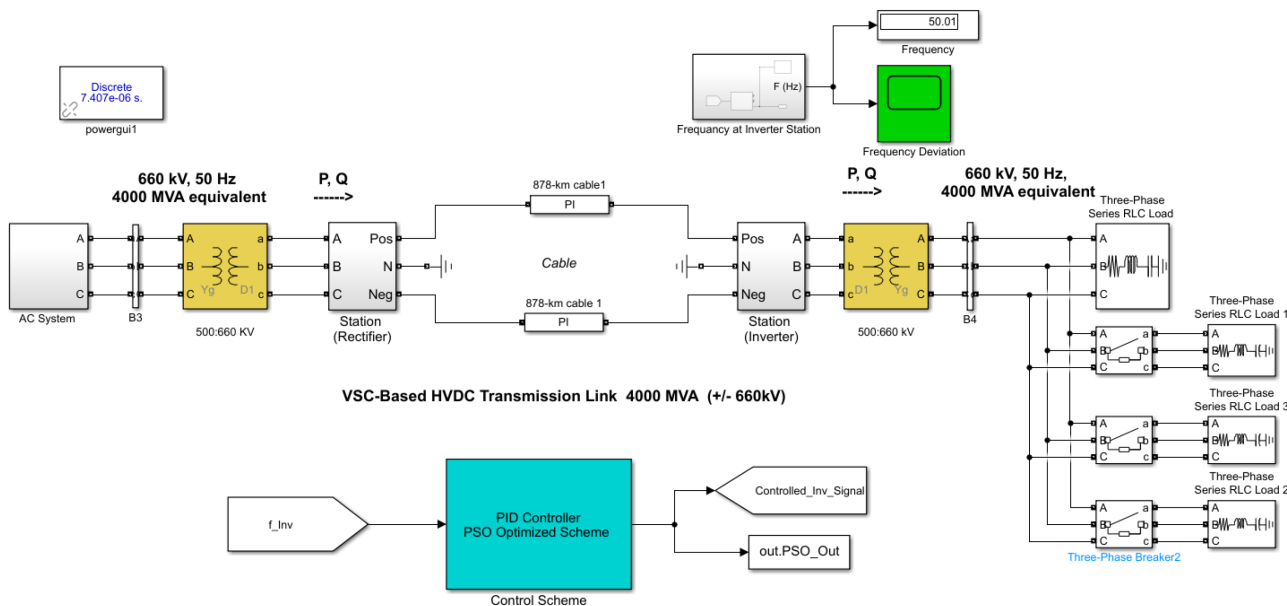 50.01
Frequency
Discrete
7.407e-06 s.
powergui1
F (Hz)
Frequancy at Inverter Station
Frequency Deviation
660 kV, 50 Hz
4000 MVA equivalent
P, Q
------>
878-km cable1
PI
P, Q
------>
660 kV, 50 Hz,
4000 MVA equivalent
Three-Phase
Series RLC Load
A
B
C
AC System
B3
A
B
C
a
b
c
Yg
D1
500:660 KV
A
B
C
Pos
N
Neg
Station
(Rectifier)
Cable
878-km cable 1
PI
Pos
N
Neg
A
B
C
Station
(Inverter)
a
b
c
A
B
C
D1
Yg
500:660 kV
B4
A
B
C
Three-Phase
Series RLC Load 1
A
B
C
a
b
c
A
B
C
Three-Phase
Series RLC Load 3
A
B
C
a
b
c
A
B
C
Three-Phase
Series RLC Load 2
A
B
C
a
b
c
A
B
C
Three-Phase Breaker2
VSC-Based HVDC Transmission Link 4000 MVA (+/- 660kV)
f_Inv
PID Controller
PSO Optimized Scheme
Control Scheme
Controlled_Inv_Signal
out.PSO_Out